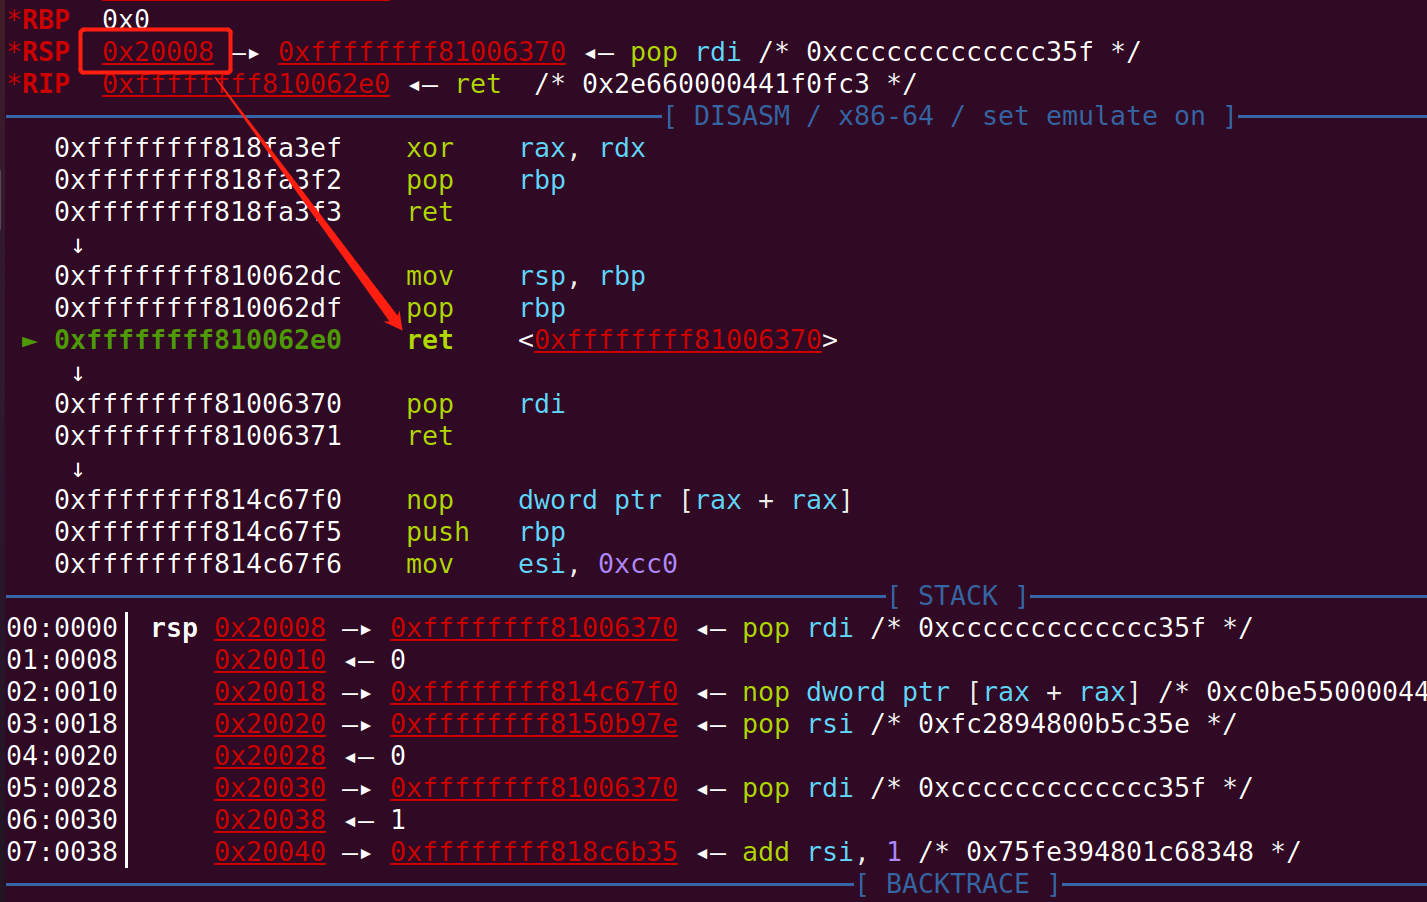 *RBP  0x0
*RSP  0x20008 —▸ 0xffffffff81006370 ◂— pop rdi /* 0xccccccccccccc35f */
*RIP  0xffffffff810062e0 ◂— ret  /* 0x2e660000441f0fc3 */
[ DISASM / x86-64 / set emulate on ]
0xffffffff818fa3ef    xor    rax, rdx
0xffffffff818fa3f2    pop    rbp
0xffffffff818fa3f3    ret
↓
0xffffffff810062dc    mov    rsp, rbp
0xffffffff810062df    pop    rbp
► 0xffffffff810062e0    ret    <0xffffffff81006370>
↓
0xffffffff81006370    pop    rdi
0xffffffff81006371    ret
↓
0xffffffff814c67f0    nop    dword ptr [rax + rax]
0xffffffff814c67f5    push   rbp
0xffffffff814c67f6    mov    esi, 0xcc0
[ STACK ]
00:0000│ rsp 0x20008 —▸ 0xffffffff81006370 ◂— pop rdi /* 0xccccccccccccc35f */
01:0008│     0x20010 ◂— 0
02:0010│     0x20018 —▸ 0xffffffff814c67f0 ◂— nop dword ptr [rax + rax] /* 0xc0be55000044
03:0018│     0x20020 —▸ 0xffffffff8150b97e ◂— pop rsi /* 0xfc2894800b5c35e */
04:0020│     0x20028 ◂— 0
05:0028│     0x20030 —▸ 0xffffffff81006370 ◂— pop rdi /* 0xccccccccccccc35f */
06:0030│     0x20038 ◂— 1
07:0038│     0x20040 —▸ 0xffffffff818c6b35 ◂— add rsi, 1 /* 0x75fe394801c68348 */
[ BACKTRACE ]